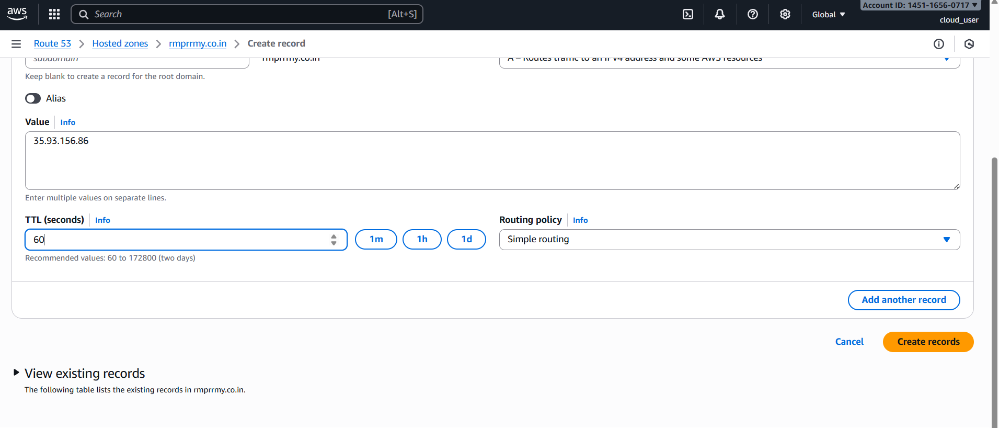 aws
Search [Alt+S]
Global
Account ID: 1451-1656-0717
cloud_user
Route 53 Hosted zones rmprrmy.co.in Create record
subdomain rmprrmy.co.in A – Routes traffic to an IPv4 address and some AWS resources
Keep blank to create a record for the root domain.
Alias
Value Info
35.93.156.86
Enter multiple values on separate lines.
TTL (seconds) Info Routing policy Info
60 1m 1h 1d Simple routing
Recommended values: 60 to 172800 (two days)
Add another record
Cancel Create records
View existing records
The following table lists the existing records in rmprrmy.co.in.